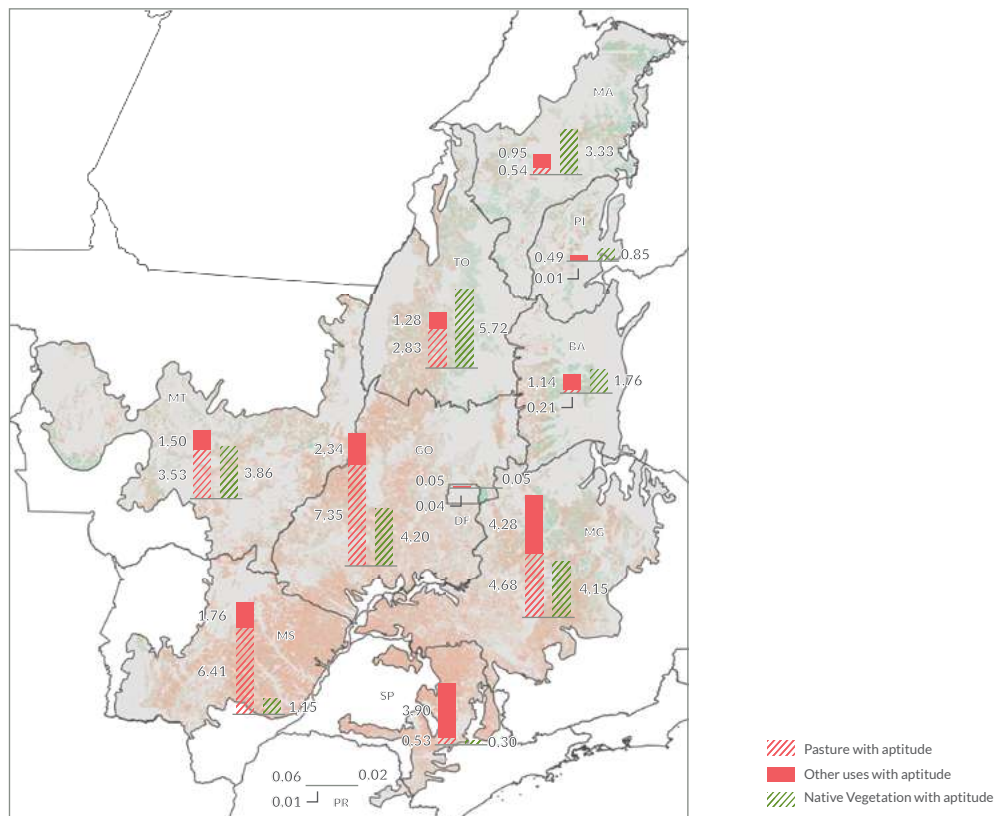 MA
0.95
3.33
0.54
PI
0.49
0.85
0.01
TO
1.28
5.72
2.83
BA
1.14
1.76
0.21
MT
1.50
3.53
3.86
GO
2,34
7,35
4.20
0.05
0.05
0.04
DF
4.28
MG
4,68
4,15
1.76
MS
6.41
1,15
SP
3.90
0.53
0.30
0.06
0.02
0.01
PR
Pasture with aptitude
Other uses with aptitude
Native Vegetation with aptitude